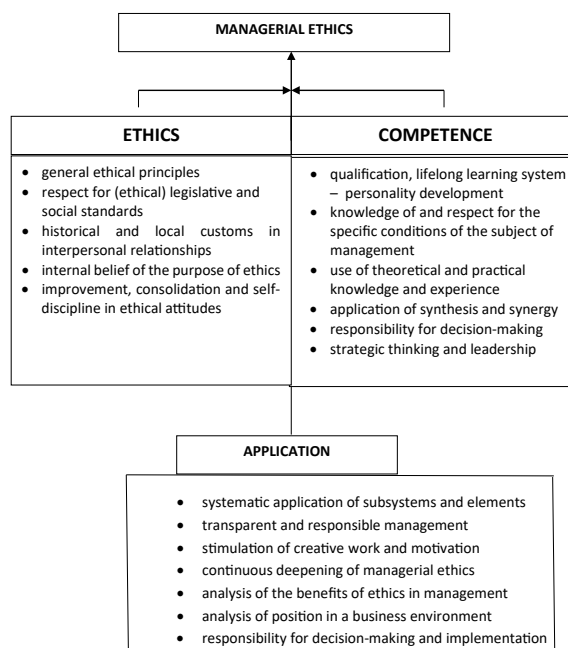 MANAGERIAL ETHICS
ETHICS
• general ethical principles
• respect for (ethical) legislative and
social standards
• historical and local customs in
interpersonal relationships
• internal belief of the purpose of ethics
• improvement, consolidation and self-
discipline in ethical attitudes
COMPETENCE
• qualification, lifelong learning system
– personality development
• knowledge of and respect for the
specific conditions of the subject of
management
• use of theoretical and practical
knowledge and experience
• application of synthesis and synergy
• responsibility for decision-making
• strategic thinking and leadership
APPLICATION
• systematic application of subsystems and elements
• transparent and responsible management
• stimulation of creative work and motivation
• continuous deepening of managerial ethics
• analysis of the benefits of ethics in management
• analysis of position in a business environment
• responsibility for decision-making and implementation